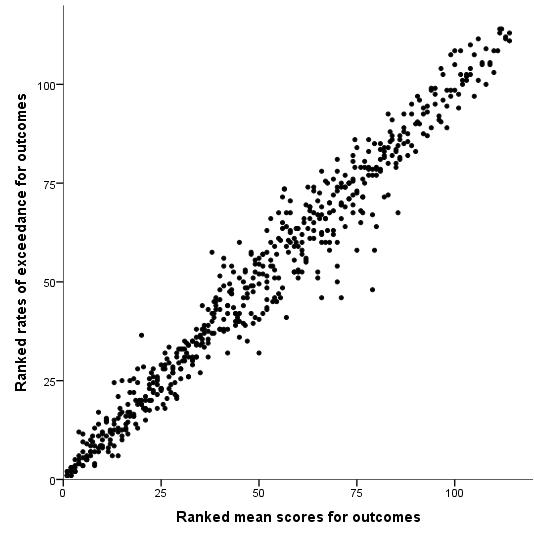 Ranked rates of exceedance for outcomes
100
75
50
25
0
0 25 50 75 100
Ranked mean scores for outcomes